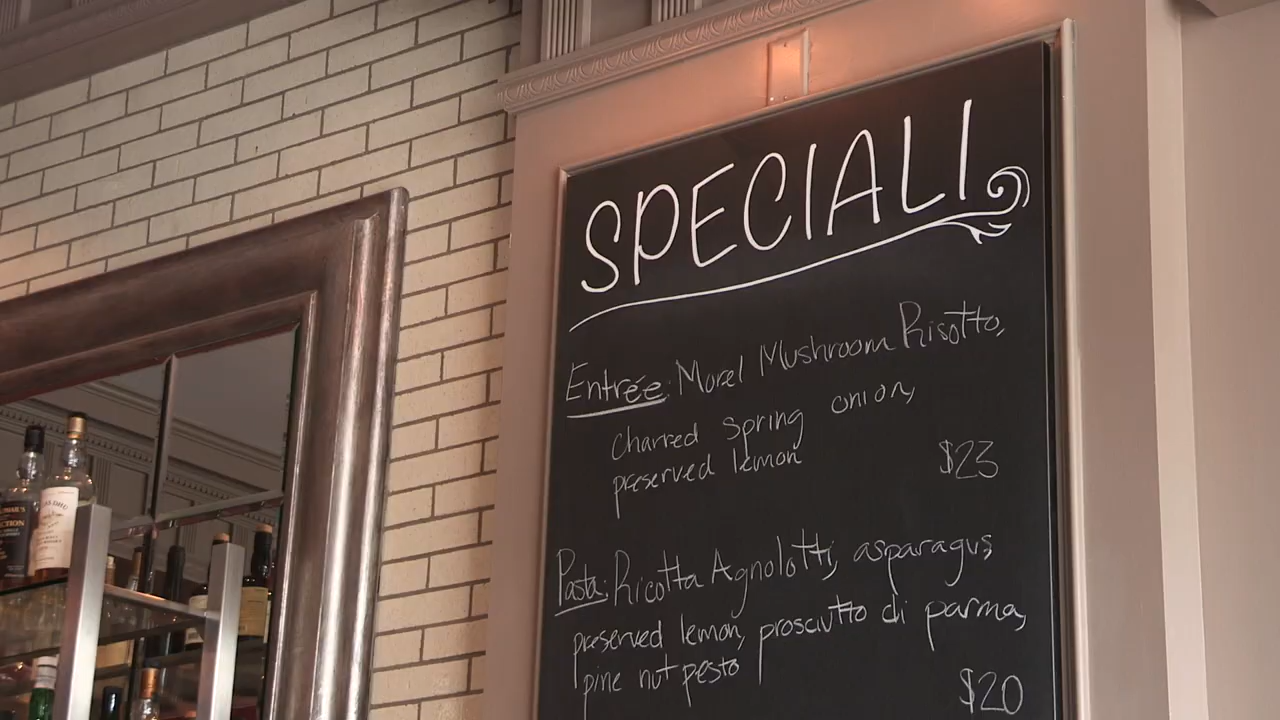 SPECIALI
Entrée: Morel Mushroom Risotto,
charred spring onion,
preserved lemon $23
Pasta: Ricotta Agnolotti, asparagus,
preserved lemon, prosciutto di parma,
pine nut pesto
$20